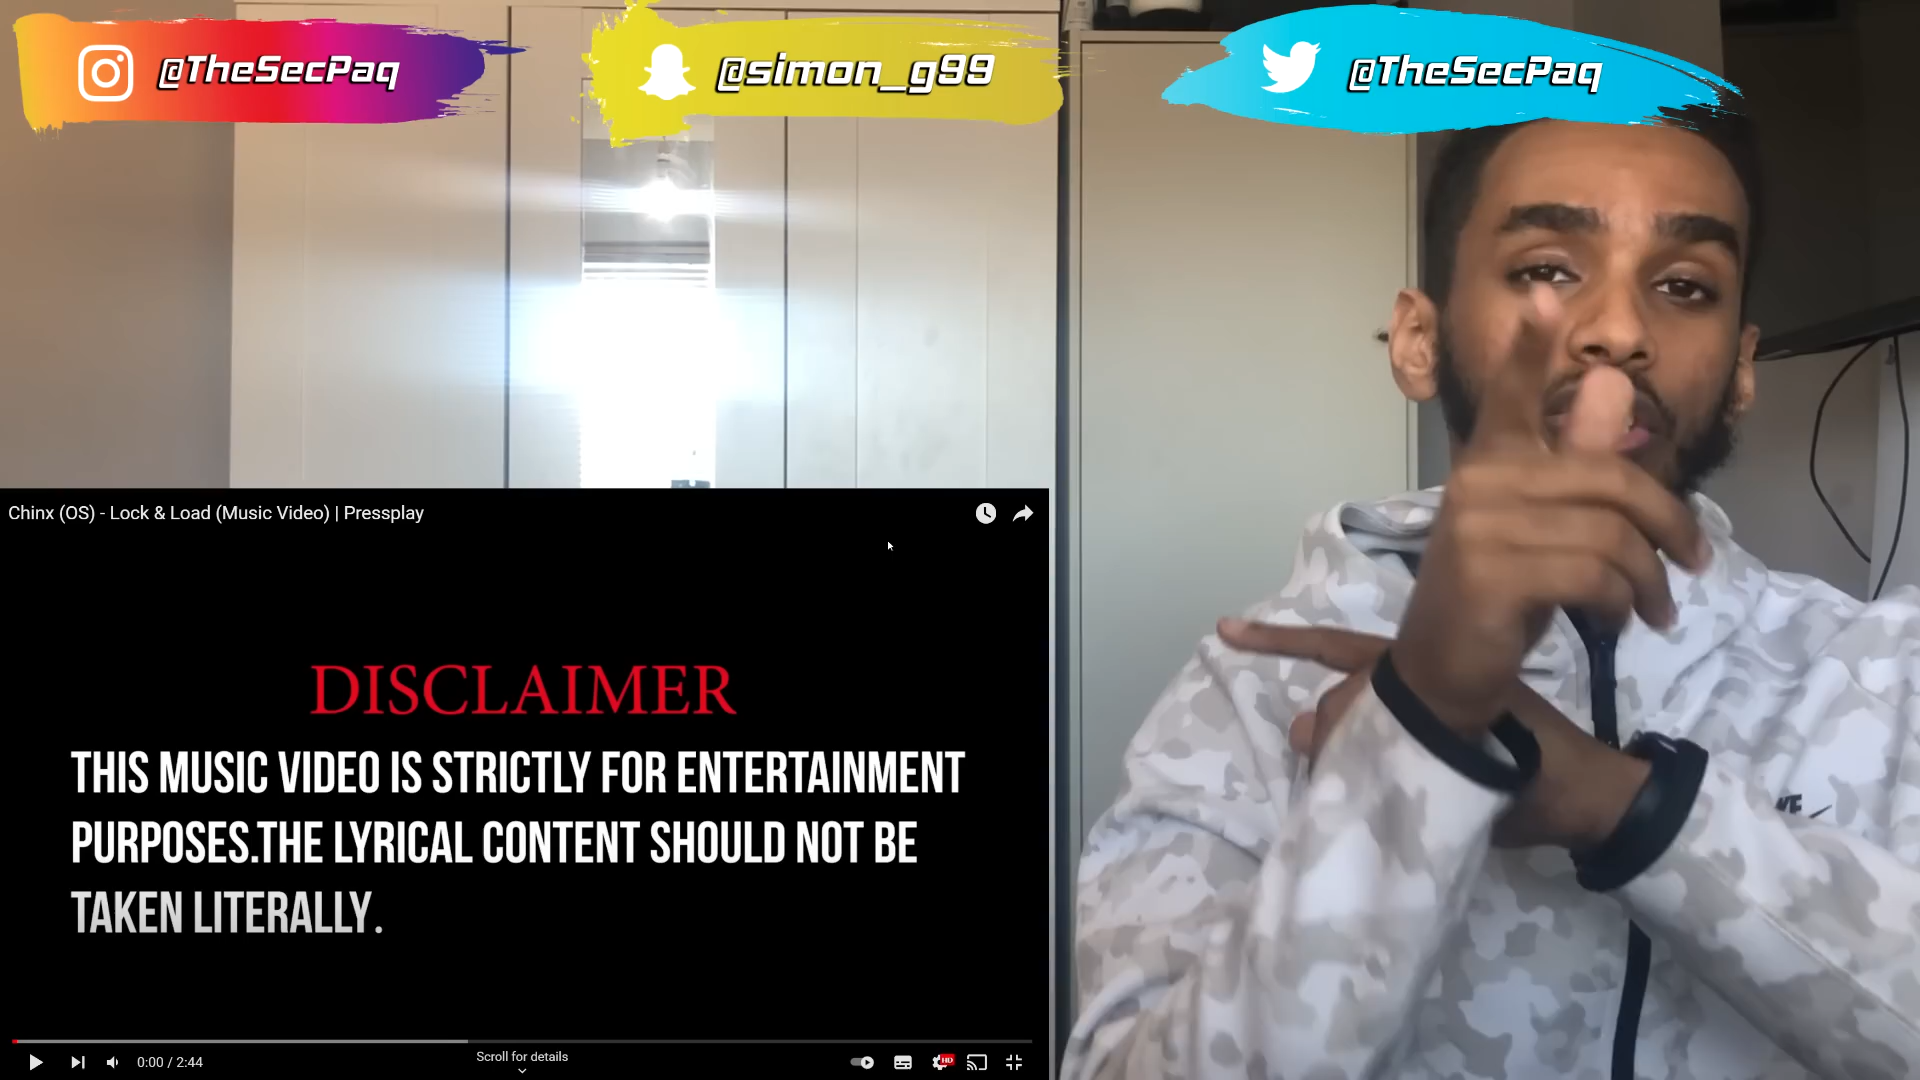 @TheSecPaq
@simon_g99
@TheSecPaq
Chinx (OS) - Lock & Load (Music Video) | Pressplay
DISCLAIMER
THIS MUSIC VIDEO IS STRICTLY FOR ENTERTAINMENT
PURPOSES.THE LYRICAL CONTENT SHOULD NOT BE
TAKEN LITERALLY.
0:00 / 2:44
Scroll for details
HD